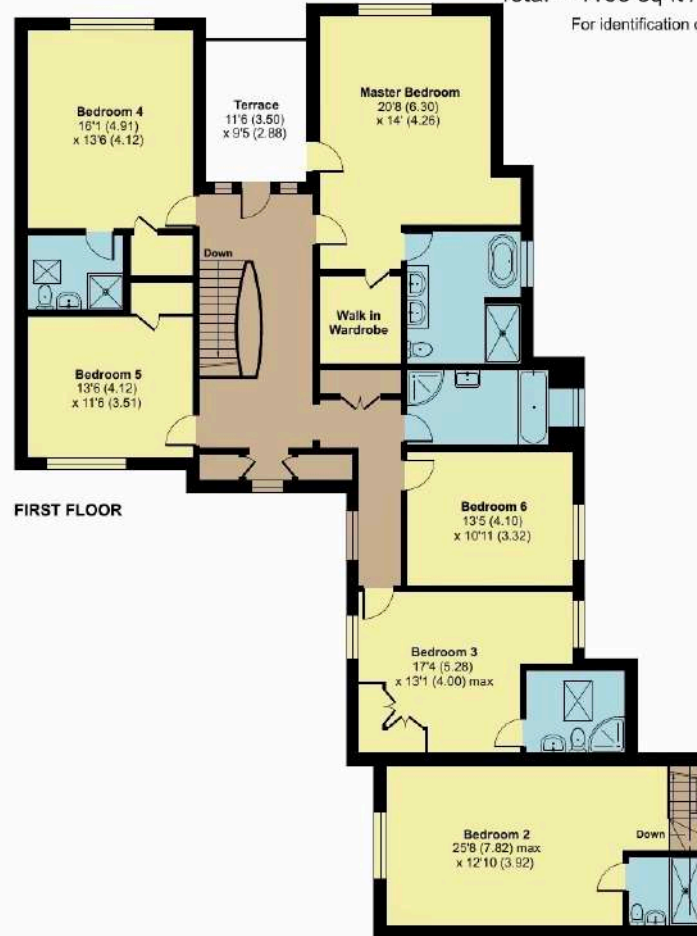 For identification
Bedroom 4
16'1 (4.91)
x 13'6 (4.12)
Terrace
11'6 (3.50)
x 9'5 (2.88)
Master Bedroom
20'8 (6.30)
x 14' (4.26)
Down
Walk in
Wardrobe
Bedroom 5
13'6 (4.12)
x 11'6 (3.51)
FIRST FLOOR
Bedroom 6
13'5 (4.10)
x 10'11 (3.32)
Bedroom 3
17'4 (5.28)
x 13'1 (4.00) max
Bedroom 2
25'8 (7.82) max
x 12'10 (3.92)
Down